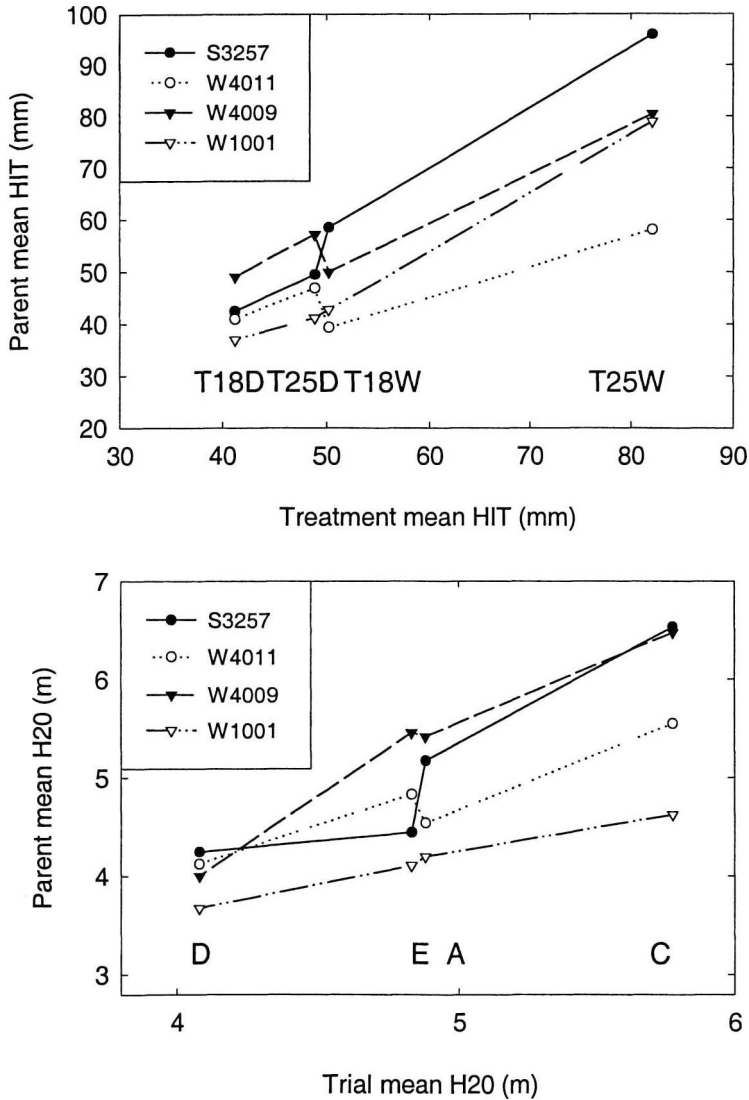 100
90
80
70
60
50
40
30
20
S3257
W4011
W4009
W1001
Parent mean HIT (mm)
T18D T25D T18W T25W
30 40 50 60 70 80 90
Treatment mean HIT (mm)
7
6
5
4
3
S3257
W4011
W4009
W1001
Parent mean H20 (m)
D E A C
4 5 6
Trial mean H20 (m)